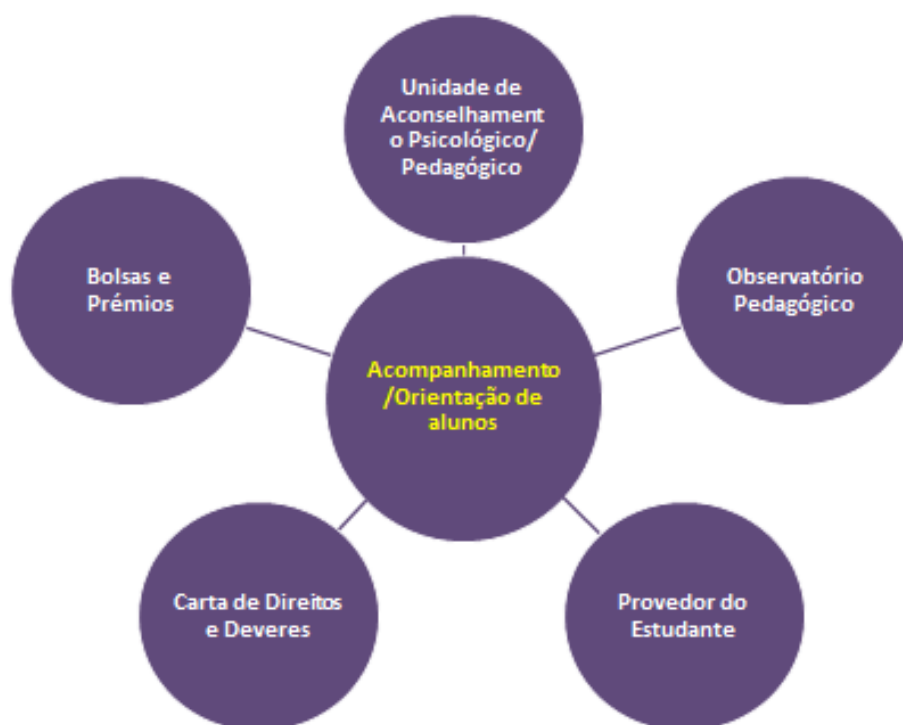 Unidade de
Aconselhament
o Psicológico/
Pedagógico
Bolsas e
Prémios
Observatório
Pedagógico
Acompanhamento
/Orientação de
alunos
Carta de Direitos
e Deveres
Provedor do
Estudante